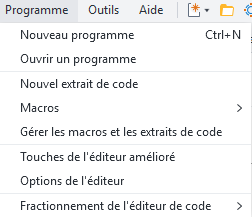 Programme Outils Aide
Nouveau programme Ctrl+N
Ouvrir un programme
Nouvel extrait de code
Macros
Gérer les macros et les extraits de code
Touches de l'éditeur amélioré
Options de l'éditeur
Fractionnement de l'éditeur de code